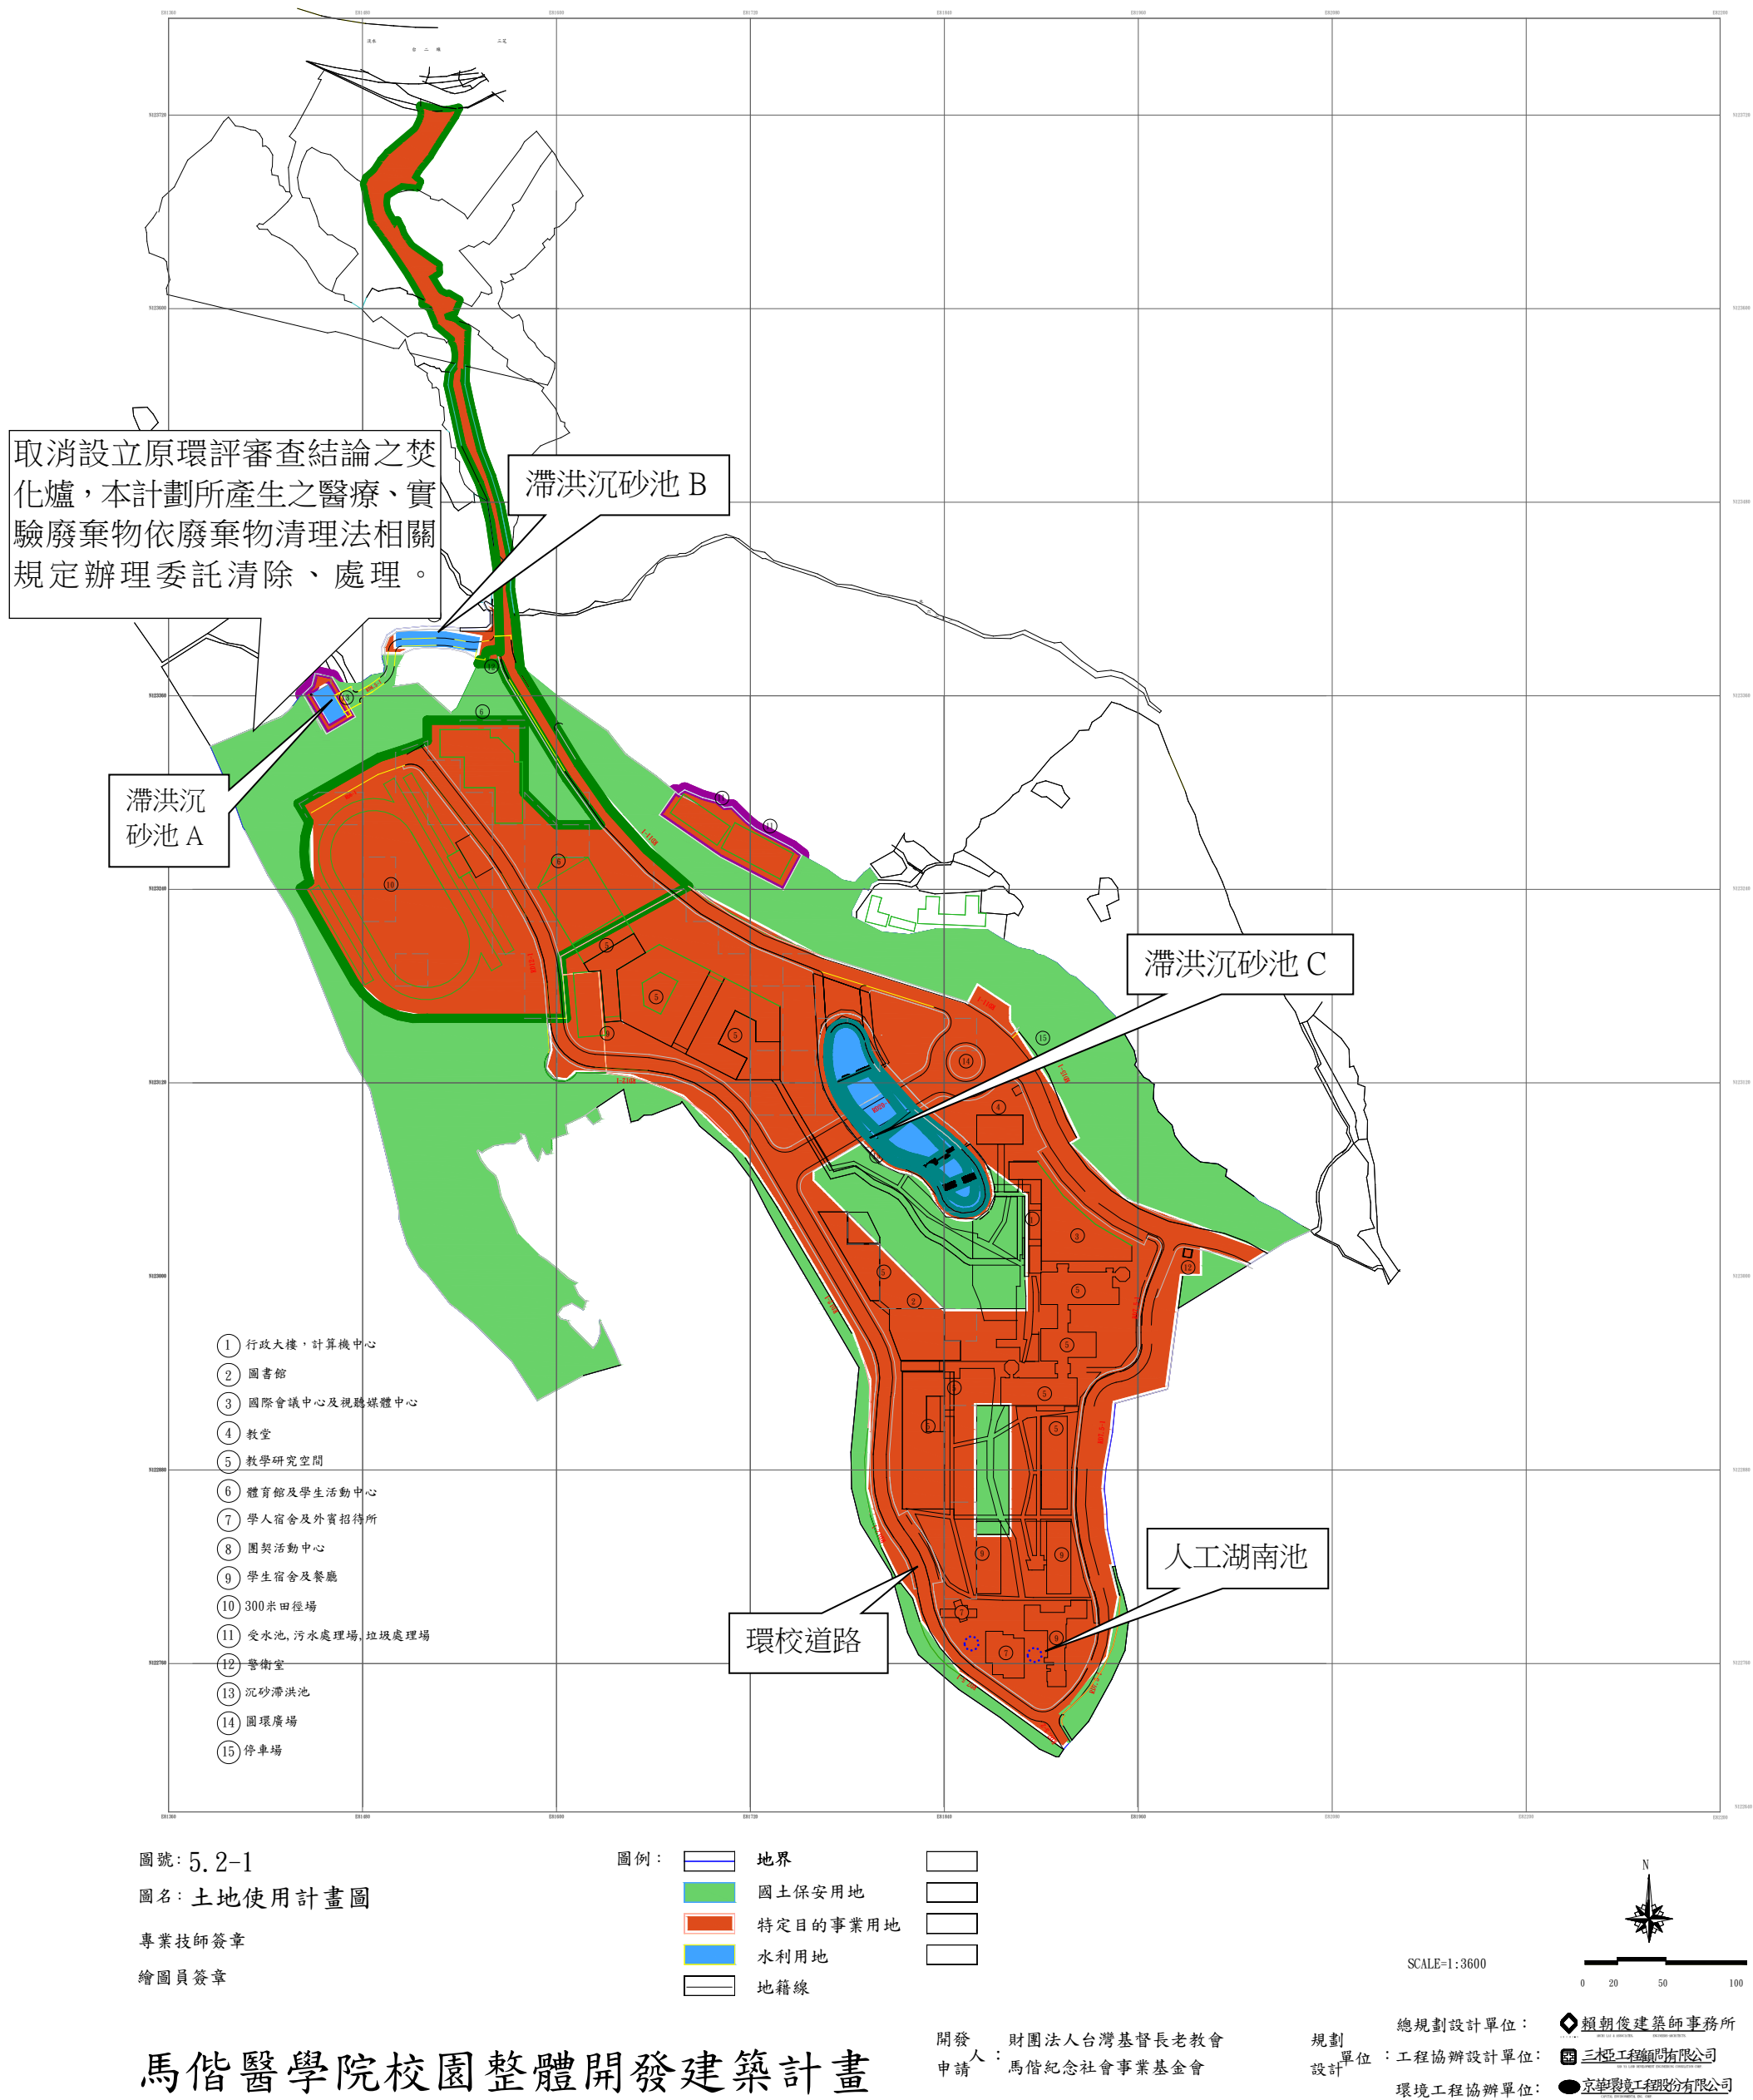 取消設立原環評審查結論之焚
化爐，本計劃所產生之醫療、實
驗廢棄物依廢棄物清理法相關
規定辦理委託清除、處理。
滯洪沉砂池 B
滯洪沉
砂池 A
滯洪沉砂池 C
人工湖南池
環校道路
① 行政大樓，計算機中心
② 圖書館
③ 國際會議中心及視聽媒體中心
④ 教堂
⑤ 教學研究空間
⑥ 體育館及學生活動中心
⑦ 學人宿舍及外賓招待所
⑧ 團契活動中心
⑨ 學生宿舍及餐廳
⑩ 300米田徑場
⑪ 受水池,污水處理場,垃圾處理場
⑫ 警衛室
⑬ 沉砂滯洪池
⑭ 圓環廣場
⑮ 停車場
圖號: 5.2-1
圖名: 土地使用計畫圖
專業技師簽章
繪圖員簽章
圖例：
地界
國土保安用地
特定目的事業用地
水利用地
地籍線
N
SCALE=1:3600
0 20 50 100
馬偕醫學院校園整體開發建築計畫
開發
申請
人：
財團法人台灣基督長老教會
馬偕紀念社會事業基金會
規劃
設計
單位：
總規劃設計單位： 賴朝俊建築師事務所
工程協辦設計單位: 三椏工程顧問有限公司
環境工程協辦單位: 京華環境工程股份有限公司